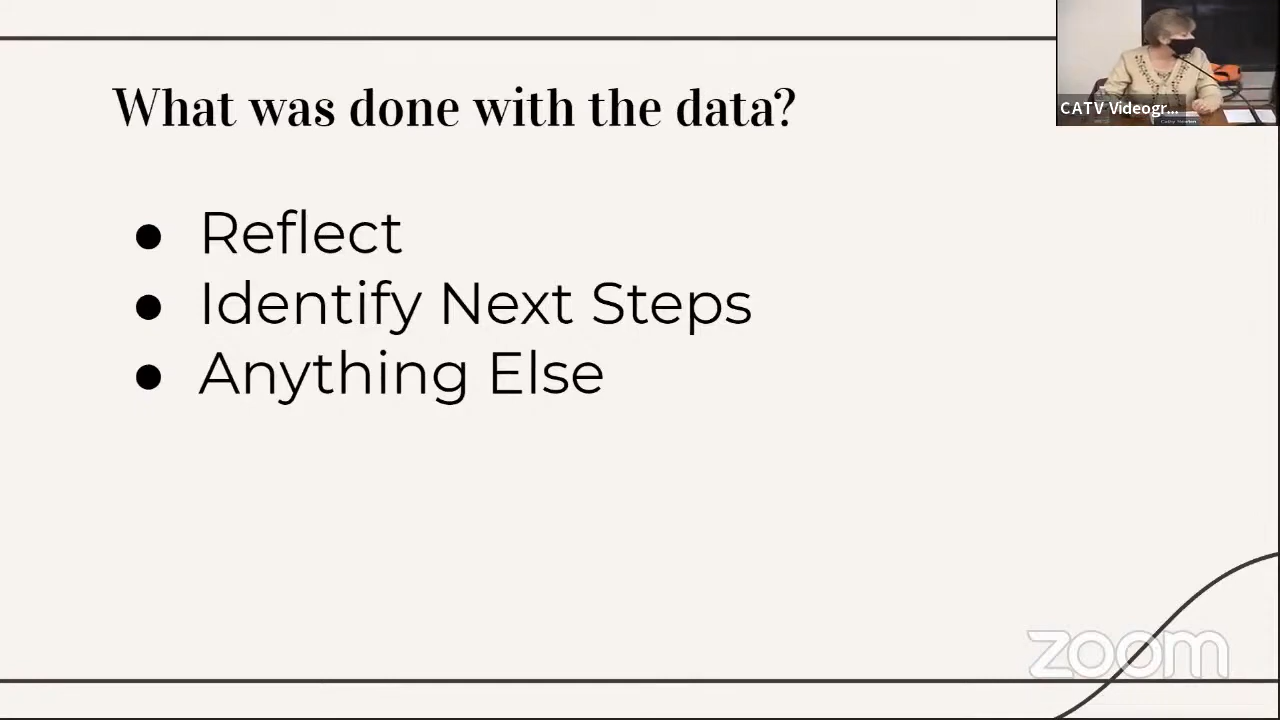 What was done with the data?
CATV Videogr...
● Reflect
● Identify Next Steps
● Anything Else
zoom